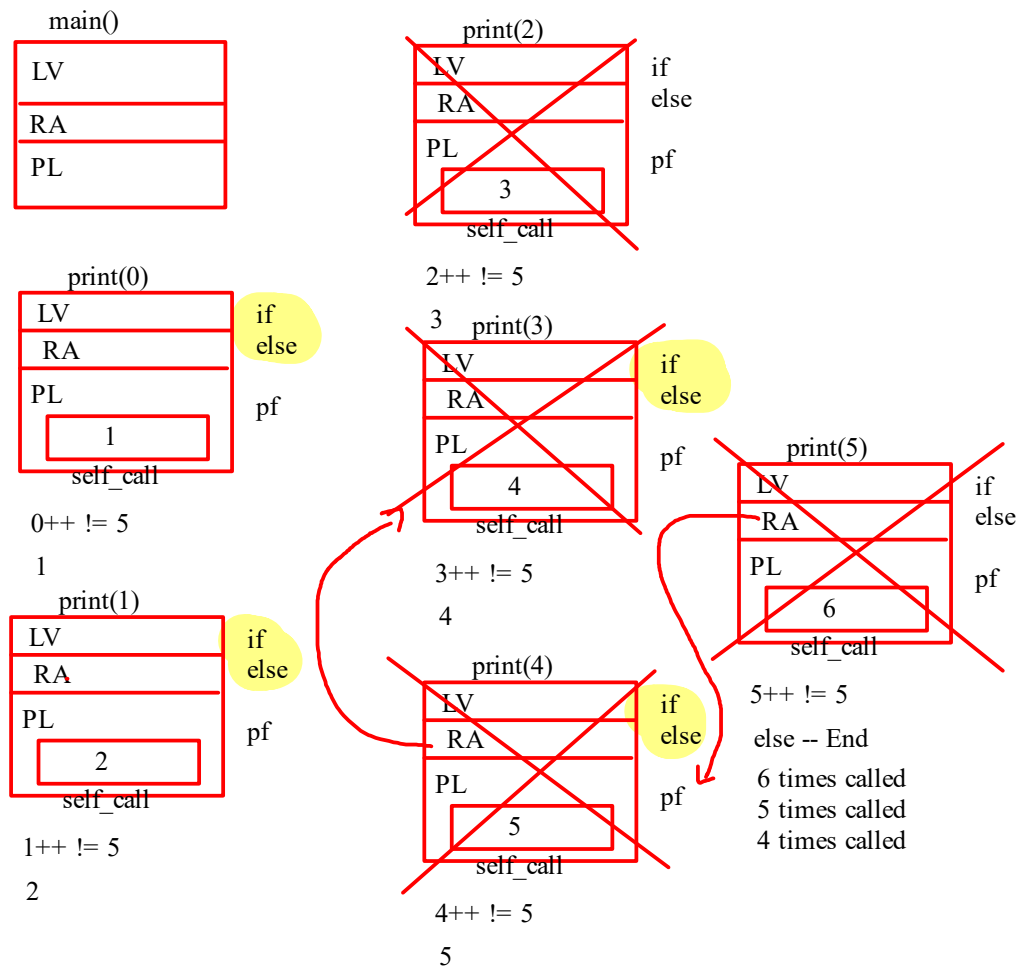 main()
LV
RA
PL
print(0)
LV
RA
PL
1
self_call
if
else
pf
0++ != 5
1
print(1)
LV
RA
PL
2
self_call
if
else
pf
1++ != 5
2
print(2)
LV
RA
PL
3
self_call
if
else
pf
2++ != 5
3
print(3)
LV
RA
PL
4
self_call
if
else
pf
3++ != 5
4
print(4)
LV
RA
PL
5
self_call
if
else
pf
4++ != 5
5
print(5)
LV
RA
PL
6
self_call
if
else
pf
5++ != 5
else -- End
6 times called
5 times called
4 times called